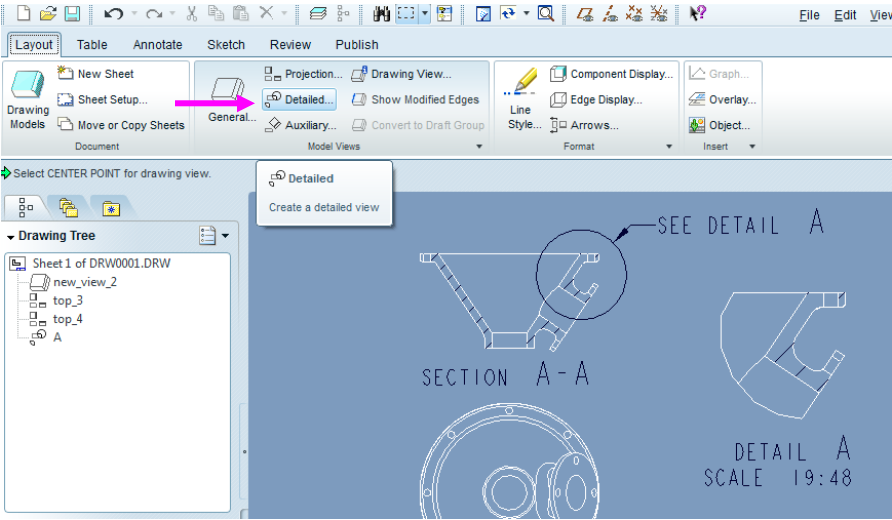 File Edit View
Layout Table Annotate Sketch Review Publish
New Sheet
Sheet Setup...
Move or Copy Sheets
Drawing
Models
Document
General...
Projection...
Detailed...
Auxiliary...
Drawing View...
Show Modified Edges
Convert to Draft Group
Model Views
Line
Style...
Component Display...
Edge Display...
Arrows...
Format
Graph...
Overlay...
Object...
Insert
Select CENTER POINT for drawing view.
Detailed
Create a detailed view
Drawing Tree
Sheet 1 of DRW0001.DRW
new_view_2
top_3
top_4
A
SEE DETAIL A
SECTION A-A
DETAIL A
SCALE 19:48